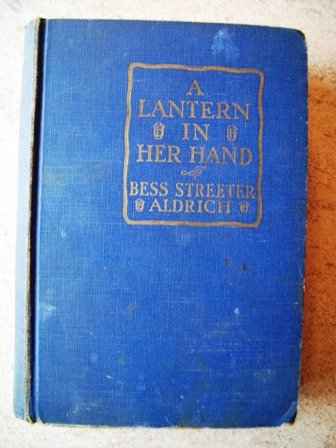 A
LANTERN
IN
HER HAND
BESS STREETER
ALDRICH